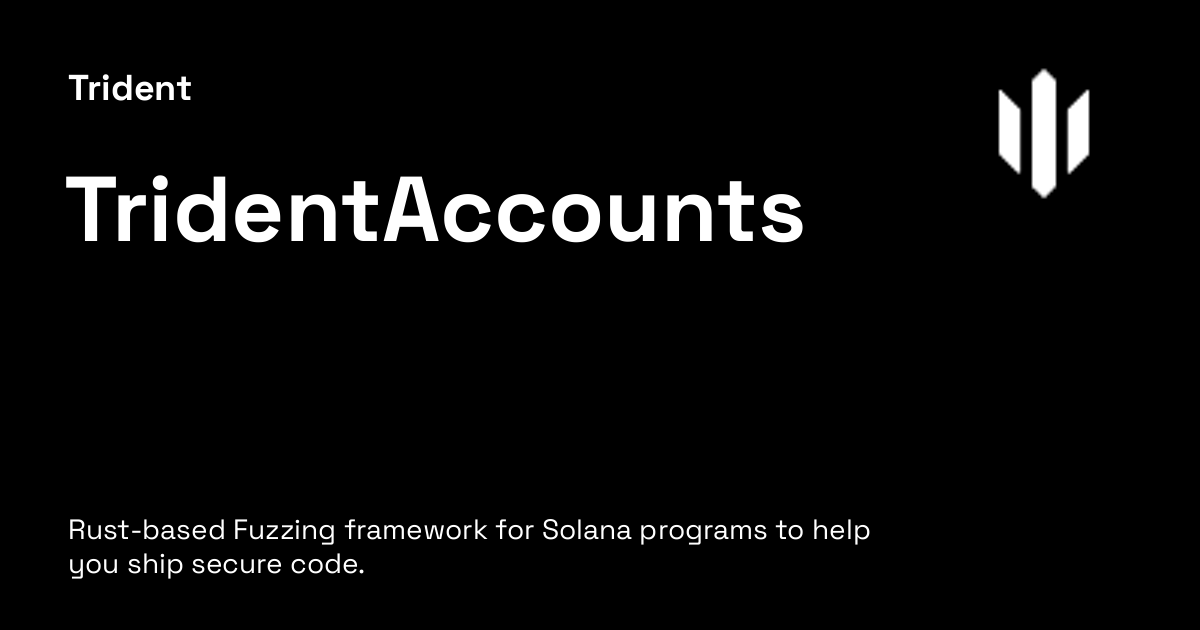 Trident
TridentAccounts
Rust-based Fuzzing framework for Solana programs to help
you ship secure code.